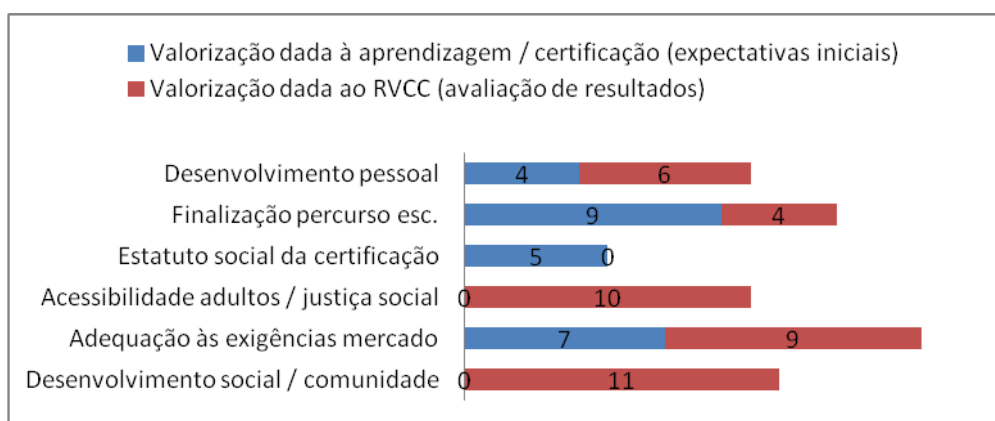 Valorização dada à aprendizagem / certificação (expectativas iniciais)
Valorização dada ao RVCC (avaliação de resultados)
Desenvolvimento pessoal 4 6
Finalização percurso esc. 9 4
Estatuto social da certificação 5 0
Acessibilidade adultos / justiça social 0 10
Adequação às exigências mercado 7 9
Desenvolvimento social / comunidade 0 11